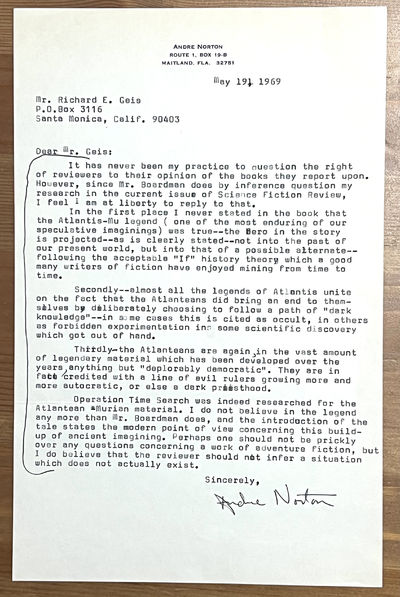 ANDRE NORTON
ROUTE 1, BOX 19-B
MAITLAND, FLA. 32751
May 19, 1969
Mr. Richard E. Geis
P.O.Box 3116
Santa Monica, Calif. 90403
Dear Mr. Geis:
It has never been my practice to question the right
of reviewers to their opinion of the books they report upon.
However, since Mr. Boardman does by inference question my
research in the current issue of Science Fiction Review,
I feel I am at liberty to reply to that.
In the first place I never stated in the book that
the Atlantis-Mu legend ( one of the most enduring of our
speculative imaginings) was true--the Hero in the story
is projected--as is clearly stated--not into the past of
our present world, but into that of a possible alternate--
following the acceptable "If" history theory which a good
many writers of fiction have enjoyed mining from time to
time.
Secondly--almost all the legends of Atlantis unite
on the fact that the Atlanteans did bring an end to them-
selves by deliberately choosing to follow a path of "dark
knowledge"--in some cases this is cited as occult, in others
as forbidden experimentation in some scientific discovery
which got out of hand.
Thirdly--the Atlanteans are again, in the vast amount
of legendary material which has been developed over the
years, anything but "deplorably democratic". They are in
fact credited with a line of evil rulers growing more and
more autocratic, or else a dark priesthood.
Operation Time Search was indeed researched for the
Atlantean Murian material. I do not believe in the legend
any more than Mr. Boardman does, and the introduction of the
tale states the modern point of view concerning this build-
up of ancient imagining. Perhaps one should not be prickly
over any questions concerning a work of adventure fiction, but
I do believe that the reviewer should not infer a situation
which does not actually exist.
Sincerely,
Andre Norton